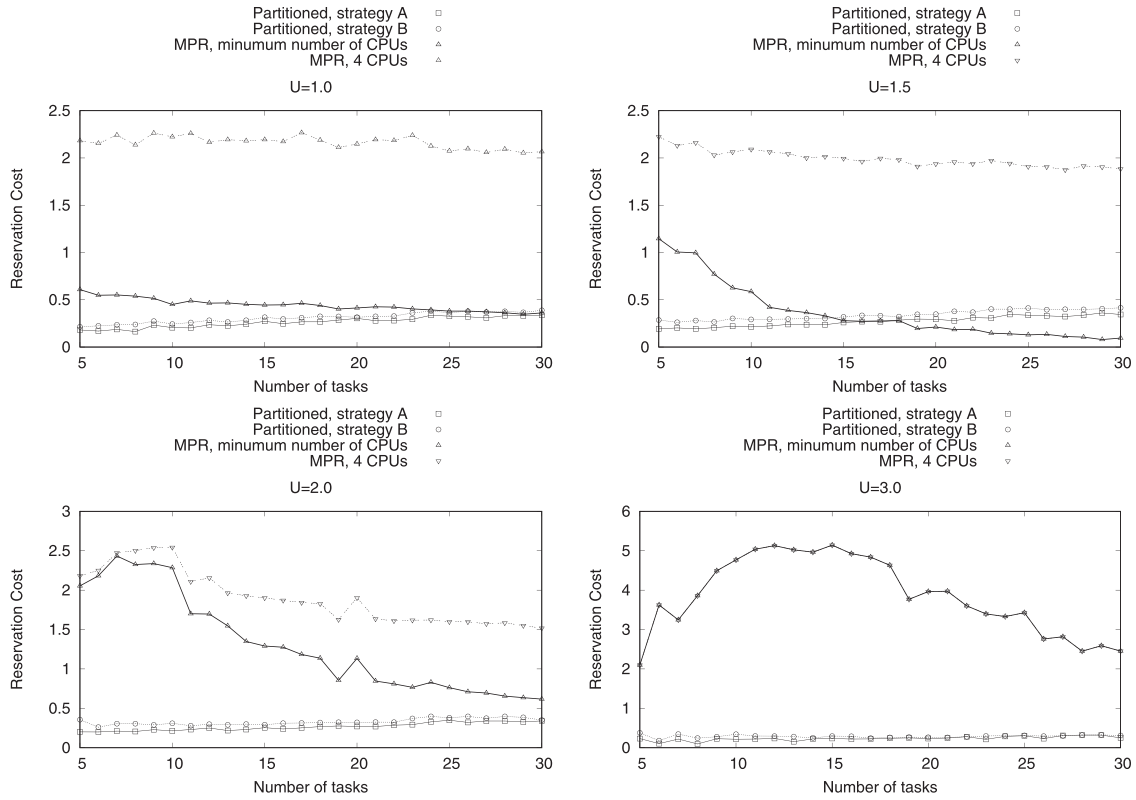 Partitioned, strategy A
Partitioned, strategy B
MPR, minumum number of CPUs
MPR, 4 CPUs
U=1.0
2.5
2
1.5
1
0.5
0
Reservation Cost
5 10 15 20 25 30
Number of tasks
Partitioned, strategy A
Partitioned, strategy B
MPR, minumum number of CPUs
MPR, 4 CPUs
U=1.5
2.5
2
1.5
1
0.5
0
Reservation Cost
5 10 15 20 25 30
Number of tasks
Partitioned, strategy A
Partitioned, strategy B
MPR, minumum number of CPUs
MPR, 4 CPUs
U=2.0
3
2.5
2
1.5
1
0.5
0
Reservation Cost
5 10 15 20 25 30
Number of tasks
Partitioned, strategy A
Partitioned, strategy B
MPR, minumum number of CPUs
MPR, 4 CPUs
U=3.0
6
5
4
3
2
1
0
Reservation Cost
5 10 15 20 25 30
Number of tasks